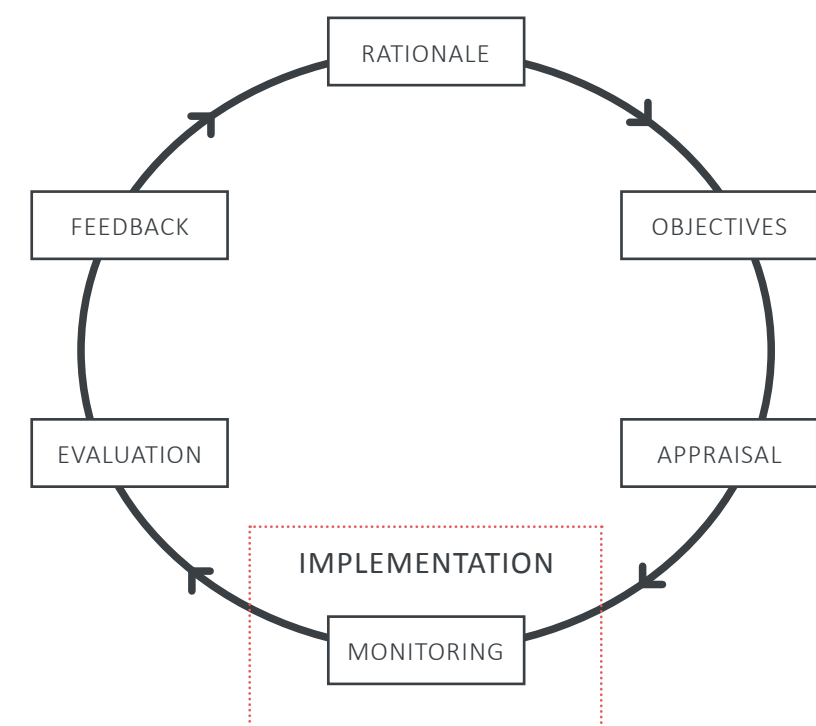 RATIONALE
OBJECTIVES
APPRAISAL
IMPLEMENTATION
MONITORING
EVALUATION
FEEDBACK